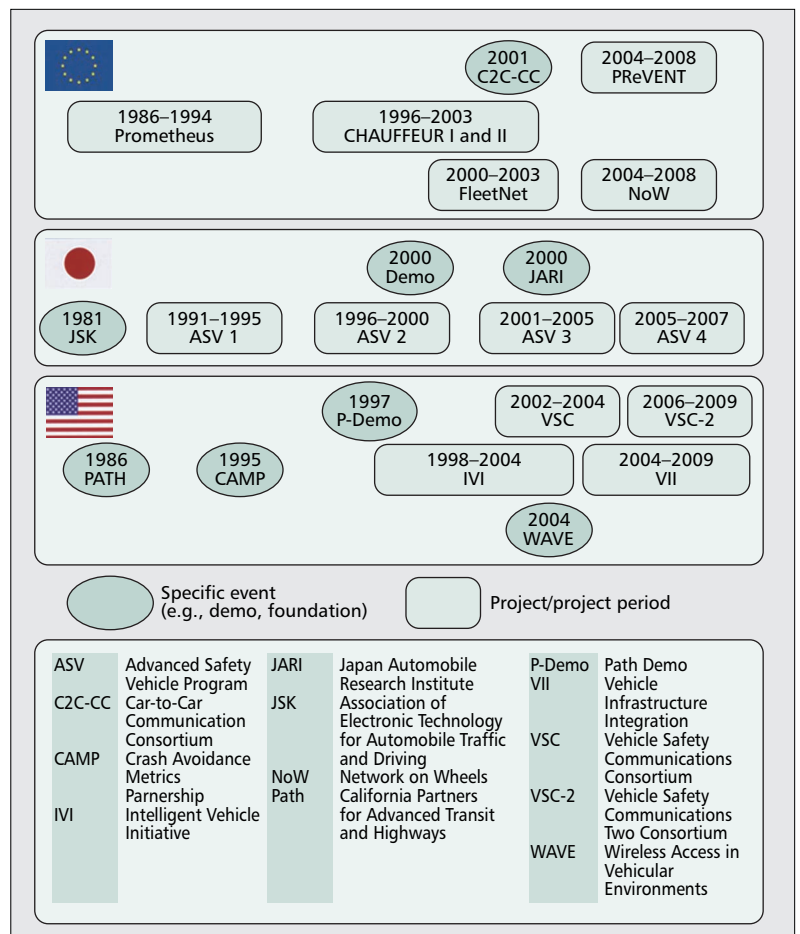 2001
C2C-CC
2004–2008
PReVENT
1986–1994
Prometheus
1996–2003
CHAUFFEUR I and II
2000–2003
FleetNet
2004–2008
NoW
2000
Demo
2000
JARI
1981
JSK
1991–1995
ASV 1
1996–2000
ASV 2
2001–2005
ASV 3
2005–2007
ASV 4
1997
P-Demo
2002–2004
VSC
2006–2009
VSC-2
1986
PATH
1995
CAMP
1998–2004
IVI
2004–2009
VII
2004
WAVE
Specific event
(e.g., demo, foundation)
Project/project period
ASV Advanced Safety
Vehicle Program
C2C-CC Car-to-Car
Communication
Consortium
CAMP Crash Avoidance
Metrics
Parnership
IVI Intelligent Vehicle
Initiative
JARI Japan Automobile
Research Institute
JSK Association of
Electronic Technology
for Automobile Traffic
and Driving
NoW Network on Wheels
Path California Partners
for Advanced Transit
and Highways
P-Demo Path Demo
VII Vehicle
Infrastructure
Integration
VSC Vehicle Safety
Communications
Consortium
VSC-2 Vehicle Safety
Communications
Two Consortium
WAVE Wireless Access in
Vehicular
Environments